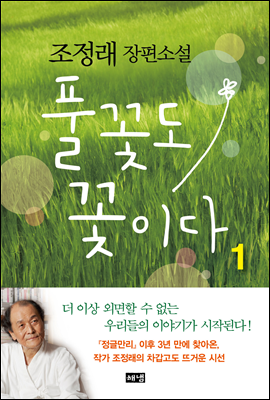 조정래 장편소설
풀꽃도
꽃이다
1
더 이상 외면할 수 없는
우리들의 이야기가 시작된다!
『정글만리』 이후 3년 만에 찾아온,
작가 조정래의 차갑고도 뜨거운 시선
해냄